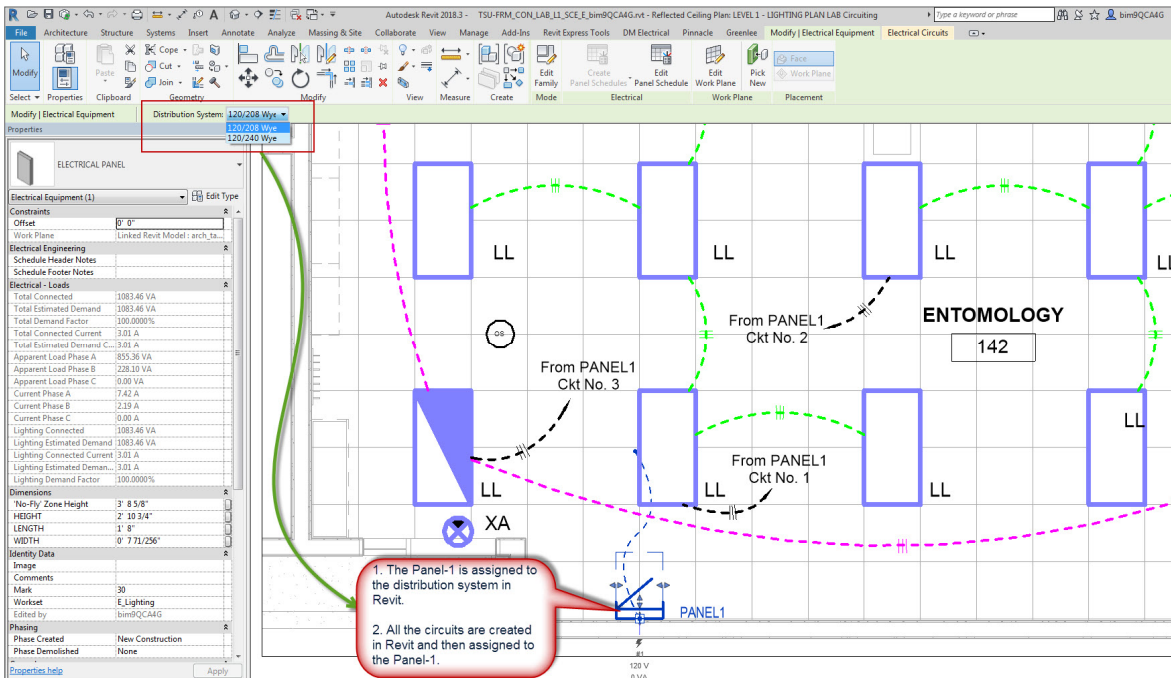 Autodesk Revit 2018.3 - TSU-FRM_CON_LAB_L1_SCE_E_bim9QCA4G.rvt - Reflected Ceiling Plan: LEVEL 1 - LIGHTING PLAN LAB Circuiting
Type a keyword or phrase
bim9QCA4G
File Architecture Structure Systems Insert Annotate Analyze Massing & Site Collaborate View Manage Add-Ins Revit Express Tools DM Electrical Pinnacle Greenlee Modify | Electrical Equipment Electrical Circuits
Modify
Properties
Paste
Cope
Cut
Join
Edit Family
Create Panel Schedules
Edit Panel Schedule
Edit Work Plane
Pick New
Face
Work Plane
Select Properties Clipboard Geometry Modify View Measure Create Mode Electrical Work Plane Placement
Modify | Electrical Equipment Distribution System: 120/208 Wye
120/208 Wye
120/240 Wye
Properties
ELECTRICAL PANEL
Electrical Equipment (1) Edit Type
Constraints
Offset 0' 0"
Work Plane Linked Revit Model : arch_ta...
Electrical Engineering
Schedule Header Notes
Schedule Footer Notes
Electrical - Loads
Total Connected 1083.46 VA
Total Estimated Demand 1083.46 VA
Total Demand Factor 100.0000%
Total Connected Current 3.01 A
Total Estimated Demand C... 3.01 A
Apparent Load Phase A 855.36 VA
Apparent Load Phase B 228.10 VA
Apparent Load Phase C 0.00 VA
Current Phase A 7.42 A
Current Phase B 2.19 A
Current Phase C 0.00 A
Lighting Connected 1083.46 VA
Lighting Estimated Demand 1083.46 VA
Lighting Connected Current 3.01 A
Lighting Estimated Deman... 3.01 A
Lighting Demand Factor 100.0000%
Dimensions
'No-Fly' Zone Height 3' 8 5/8"
HEIGHT 2' 10 3/4"
LENGTH 1' 8"
WIDTH 0' 7 71/256"
Identity Data
Image
Comments
Mark 30
Workset E_Lighting
Edited by bim9QCA4G
Phasing
Phase Created New Construction
Phase Demolished None
Properties help Apply
LL
LL
LL
LL
OS
From PANEL1
Ckt No. 2
ENTOMOLOGY
142
From PANEL1
Ckt No. 3
LL
From PANEL1
Ckt No. 1
LL
LL
LL
XA
1. The Panel-1 is assigned to
the distribution system in
Revit.
2. All the circuits are created
in Revit and then assigned to
the Panel-1.
PANEL1
#1
120 V
0 VA